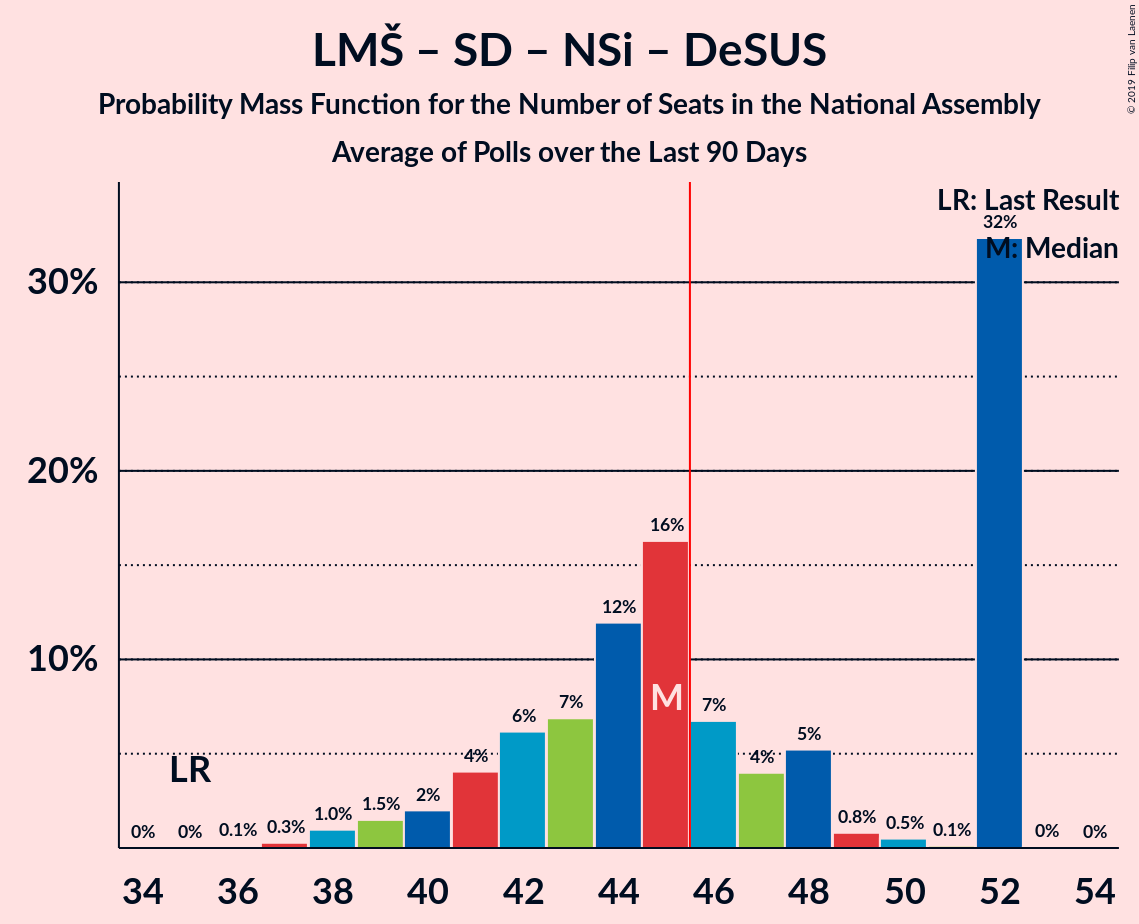 LMŠ – SD – NSi – DeSUS
Probability Mass Function for the Number of Seats in the National Assembly
Average of Polls over the Last 90 Days
© 2019 Filip van Laenen
LR: Last Result
M: Median
30%
20%
10%
LR
M
0%
0%
0.1%
0.3%
1.0%
1.5%
2%
4%
6%
7%
12%
16%
7%
4%
5%
0.8%
0.5%
0.1%
32%
0%
0%
34 36 38 40 42 44 46 48 50 52 54